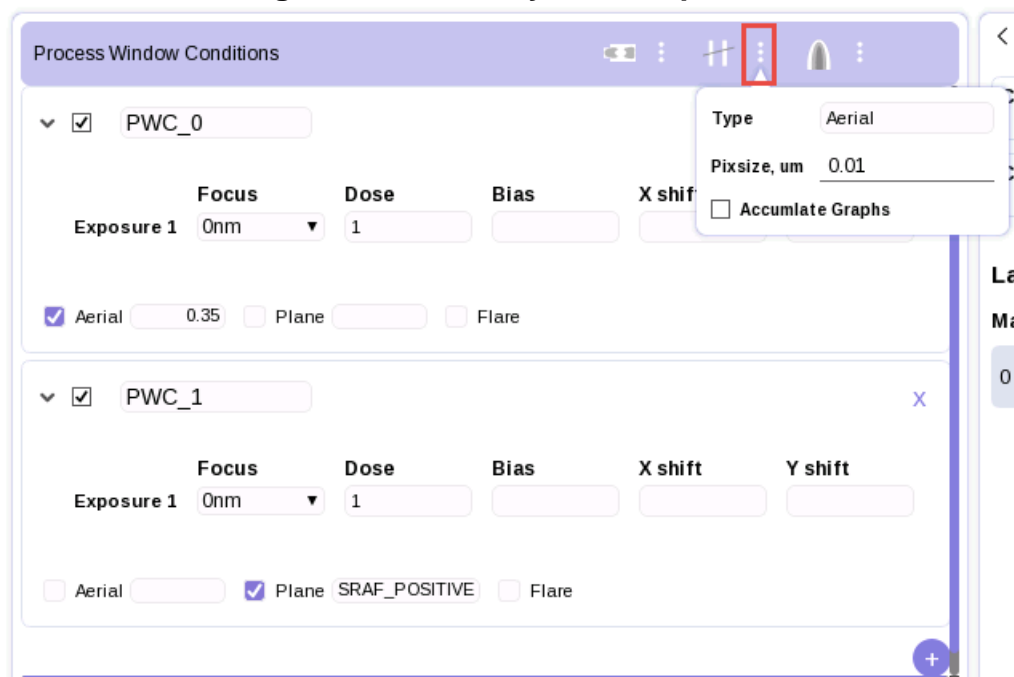 Process Window Conditions
PWC_0
Type Aerial
Pixsize, um 0.01
Accumlate Graphs
Focus Dose Bias X shif
Exposure 1 0nm 1
Aerial 0.35 Plane Flare
PWC_1
X
Focus Dose Bias X shift Y shift
Exposure 1 0nm 1
Aerial Plane SRAF_POSITIVE Flare
+
La
Ma
0